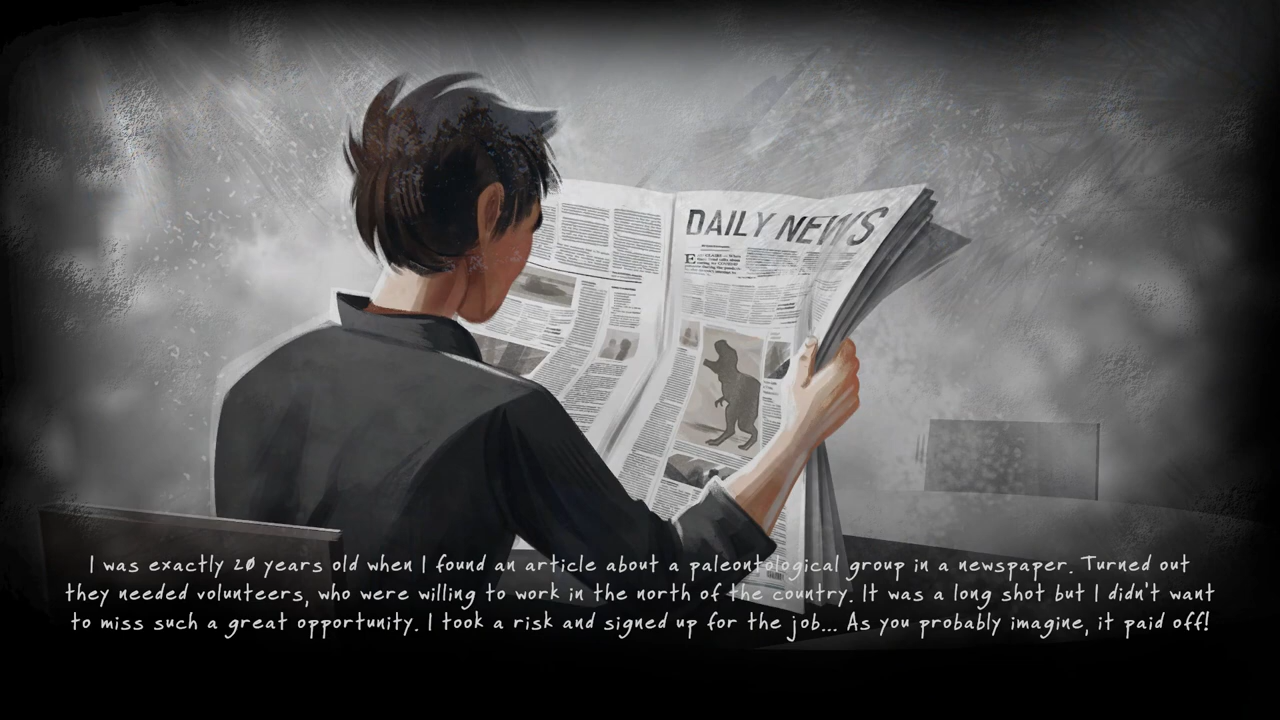 DAILY NEWS
I was exactly 20 years old when I found an article about a paleontological group in a newspaper. Turned out
they needed volunteers, who were willing to work in the north of the country. It was a long shot but I didn't want
to miss such a great opportunity. I took a risk and signed up for the job... As you probably imagine, it paid off!